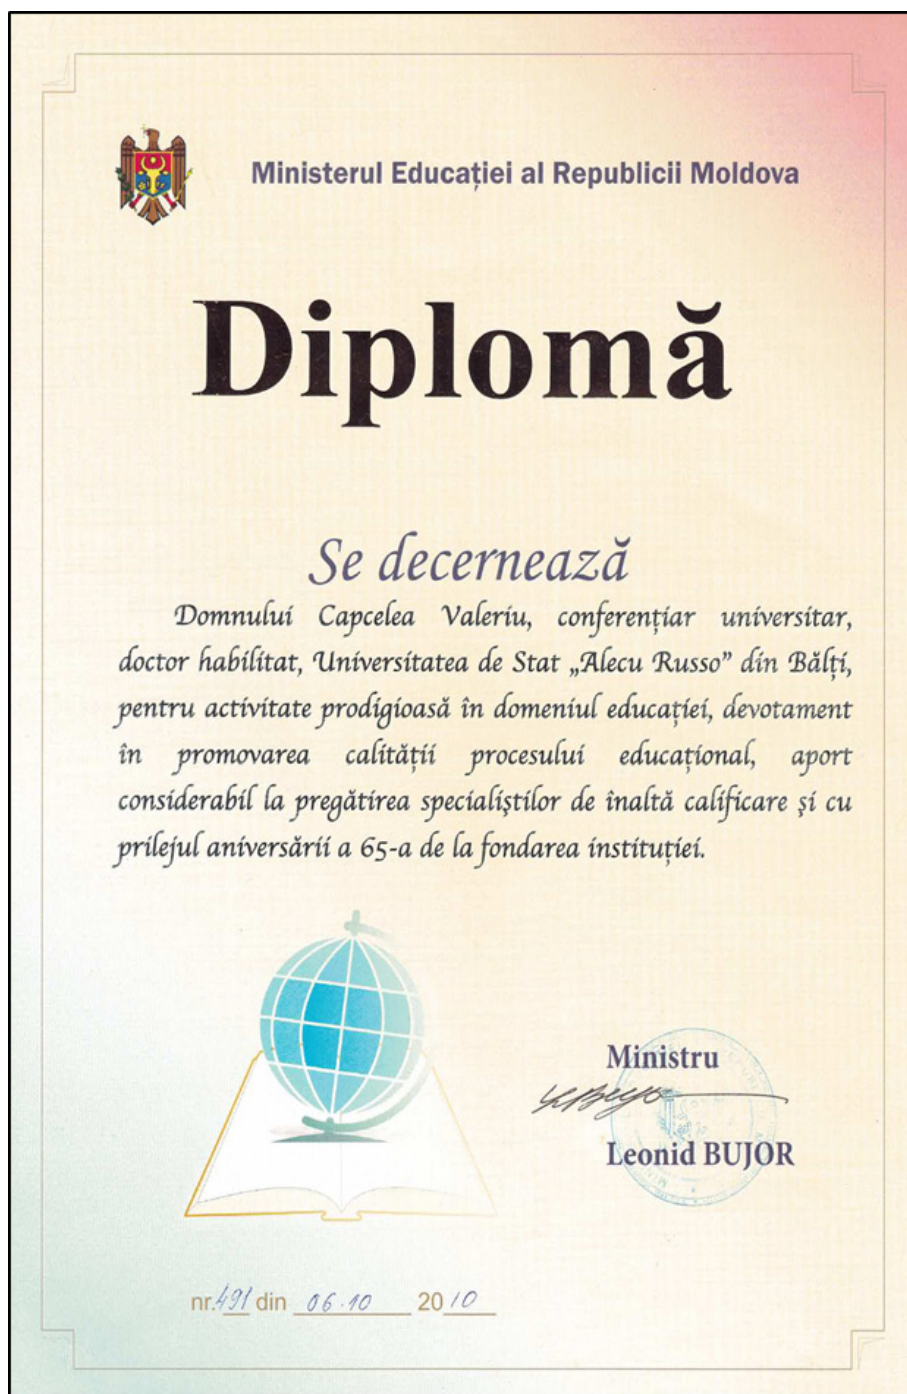 Ministerul Educației al Republicii Moldova
Diplomă
Se decernează
Domnului Capcelea Valeriu, conferențiar universitar,
doctor habilitat, Universitatea de Stat „Alecu Russo” din Bălți,
pentru activitate prodigioasă în domeniul educației, devotament
în promovarea calității procesului educațional, aport
considerabil la pregătirea specialiștilor de înaltă calificare și cu
prilejul aniversării a 65-a de la fondarea instituției.
Ministru
Leonid BUJOR
nr.491 din 06.10 2010